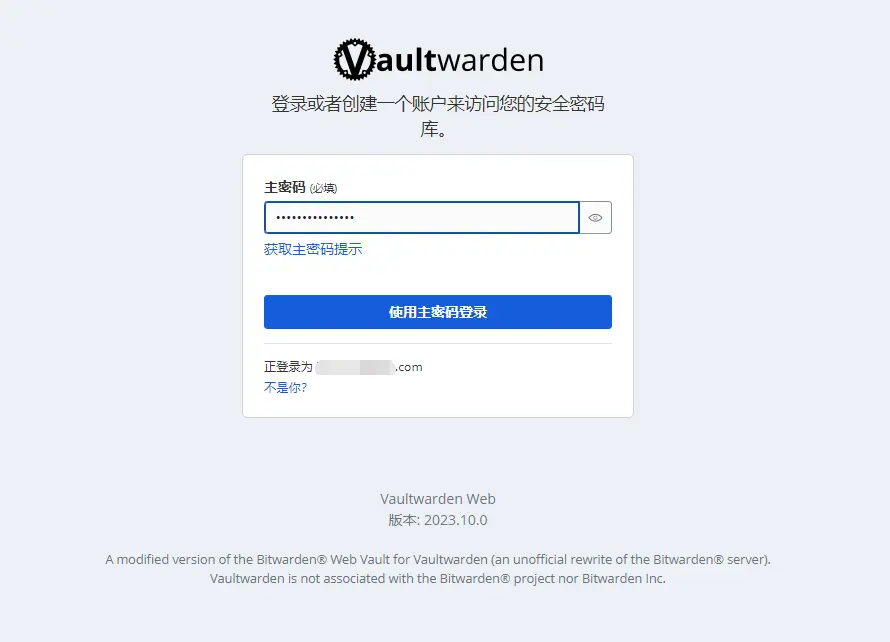 Vaultwarden
登录或者创建一个账户来访问您的安全密码
库。
主密码 (必填)
•••••••••••••••
获取主密码提示
使用主密码登录
正登录为 .com
不是你?
Vaultwarden Web
版本: 2023.10.0
A modified version of the Bitwarden® Web Vault for Vaultwarden (an unofficial rewrite of the Bitwarden® server).
Vaultwarden is not associated with the Bitwarden® project nor Bitwarden Inc.